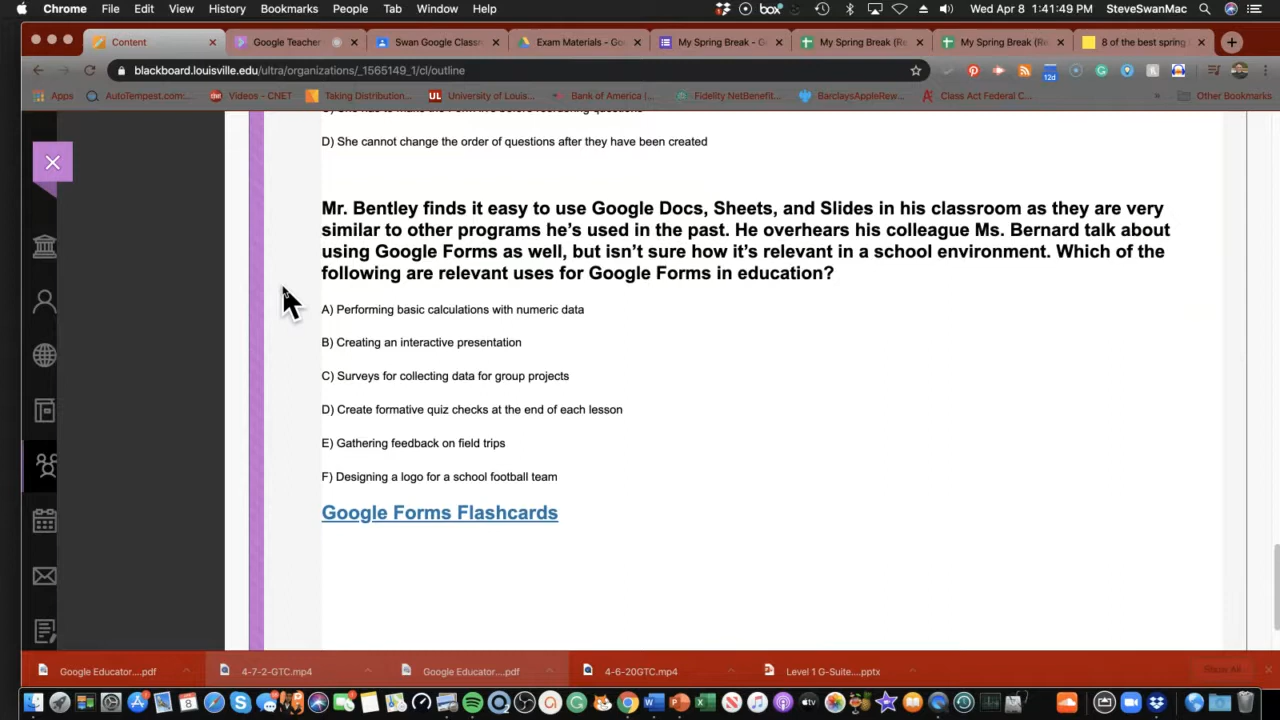 Chrome File Edit View History Bookmarks People Tab Window Help
box
Wed Apr 8 1:41:49 PM SteveSwanMac
Content
Google Teacher
Swan Google Class
Exam Materials - Go
My Spring Break - G
My Spring Break (Re
My Spring Break (Re
8 of the best spring
blackboard.louisville.edu/ultra/organizations/_1565149_1/cl/outline
12d
Apps
AutoTempest.com:...
Videos - CNET
Taking Distribution...
UL University of Louis...
Bank of America |...
Fidelity NetBenefit...
BarclaysAppleRew...
Class Act Federal C...
»
Other Bookmarks
D) She cannot change the order of questions after they have been created
Mr. Bentley finds it easy to use Google Docs, Sheets, and Slides in his classroom as they are very
similar to other programs he’s used in the past. He overhears his colleague Ms. Bernard talk about
using Google Forms as well, but isn’t sure how it’s relevant in a school environment. Which of the
following are relevant uses for Google Forms in education?
A) Performing basic calculations with numeric data
B) Creating an interactive presentation
C) Surveys for collecting data for group projects
D) Create formative quiz checks at the end of each lesson
E) Gathering feedback on field trips
F) Designing a logo for a school football team
Google Forms Flashcards
Google Educator....pdf
4-7-2-GTC.mp4
Google Educator....pdf
4-6-20GTC.mp4
Level 1 G-Suite....pptx
Show All